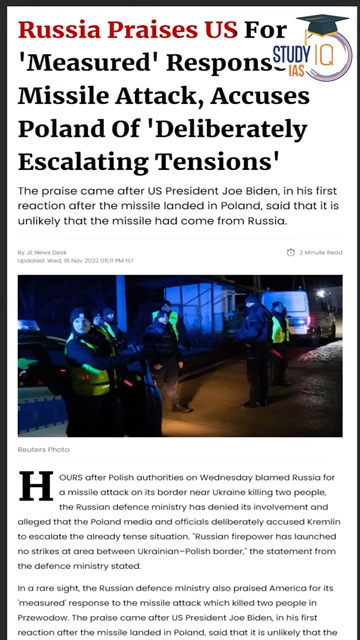 Russia Praises US For
'Measured' Response
Missile Attack, Accuses
Poland Of 'Deliberately
Escalating Tensions'
STUDY IQ
IAS
The praise came after US President Joe Biden, in his first
reaction after the missile landed in Poland, said that it is
unlikely that the missile had come from Russia.
By JE News Desk
Updated: Wed, 16 Nov 2022 05:11 PM IST
2 Minute Read
Reuters Photo
HOURS after Polish authorities on Wednesday blamed Russia for
a missile attack on its border near Ukraine killing two people,
the Russian defence ministry has denied its involvement and
alleged that the Poland media and officials deliberately accused Kremlin
to escalate the already tense situation. "Russian firepower has launched
no strikes at area between Ukrainian–Polish border," the statement from
the defence ministry stated.
In a rare sight, the Russian defence ministry also praised America for its
'measured' response to the missile attack which killed two people in
Przewodow. The praise came after US President Joe Biden, in his first
reaction after the missile landed in Poland, said that it is unlikely that the